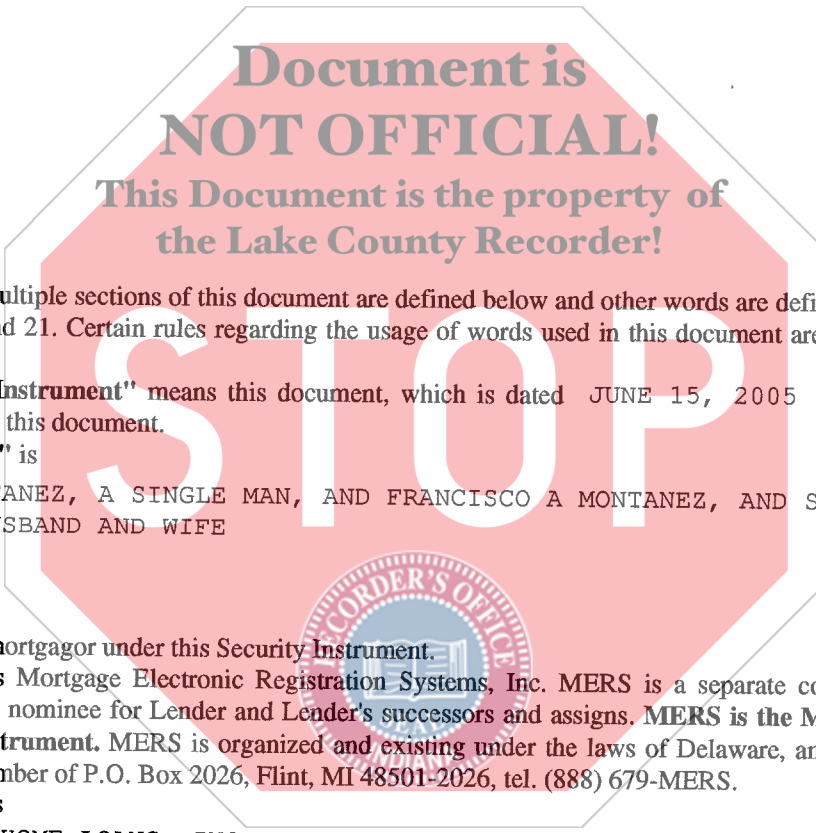 Document is
NOT OFFICIAL!
This Document is the property of
the Lake County Recorder!
ultiple sections of this document are defined below and other words are defi
d 21. Certain rules regarding the usage of words used in this document are
Instrument" means this document, which is dated JUNE 15, 2005
this document.
" is
ANEZ, A SINGLE MAN, AND FRANCISCO A MONTANEZ, AND S
SBAND AND WIFE
STOP
RECORDER'S OFFICE
nortgagor under this Security Instrument.
s Mortgage Electronic Registration Systems, Inc. MERS is a separate co
nominee for Lender and Lender's successors and assigns. MERS is the M
trument. MERS is organized and existing under the laws of Delaware, an
mber of P.O. Box 2026, Flint, MI 48501-2026, tel. (888) 679-MERS.
INDIANA
s